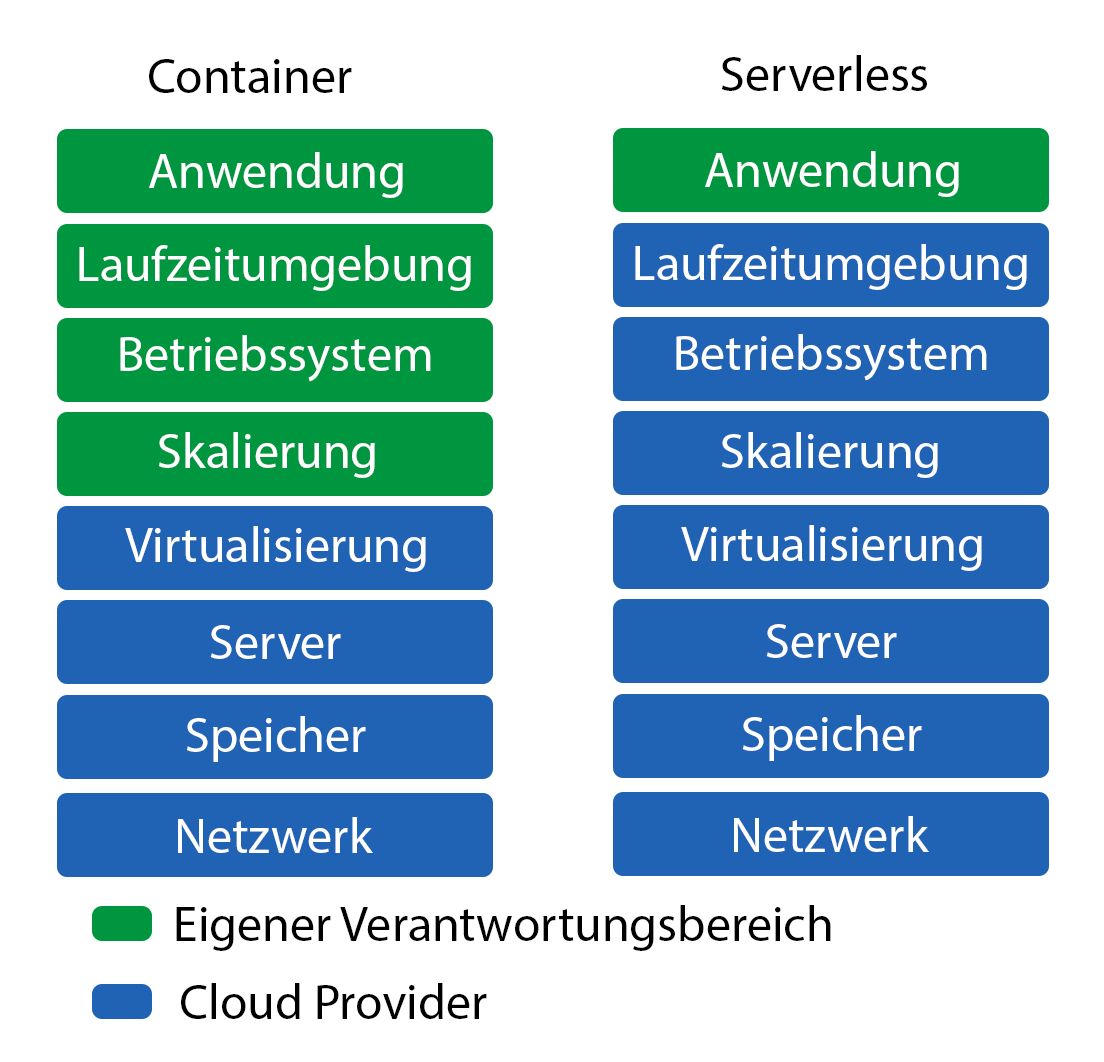 Container
Anwendung
Laufzeitumgebung
Betriebssystem
Skalierung
Virtualisierung
Server
Speicher
Netzwerk
Serverless
Anwendung
Laufzeitumgebung
Betriebssystem
Skalierung
Virtualisierung
Server
Speicher
Netzwerk
Eigener Verantwortungsbereich
Cloud Provider